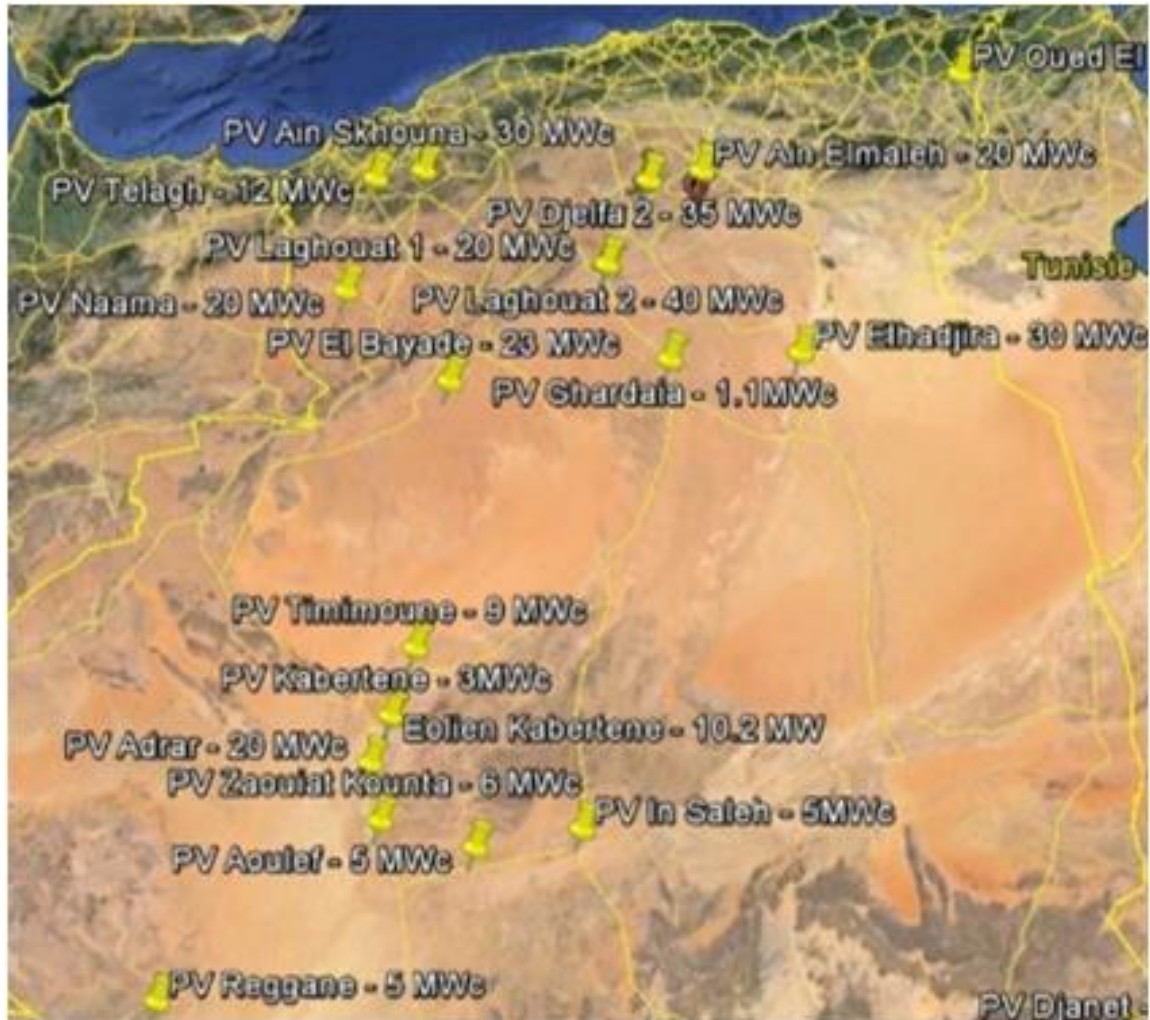 PV Oued El
PV Ain Skhouna - 30 MWc
PV Ain Elmaleh - 20 MWc
PV Telagh - 12 MWc
PV Djelfa 2 - 35 MWc
PV Laghouat 1 - 20 MWc
Tunisie
PV Naama - 20 MWc
PV Laghouat 2 - 40 MWc
PV El Bayade - 23 MWc
PV Elhadjira - 30 MWc
PV Ghardaia - 1.1MWc
PV Timimoune - 9 MWc
PV Kabertene - 3MWc
Eolien Kabertene - 10.2 MW
PV Adrar - 20 MWc
PV Zaouiat Kounta - 6 MWc
PV In Saleh - 5MWc
PV Aoulef - 5 MWc
PV Reggane - 5 MWc
PV Djanet -